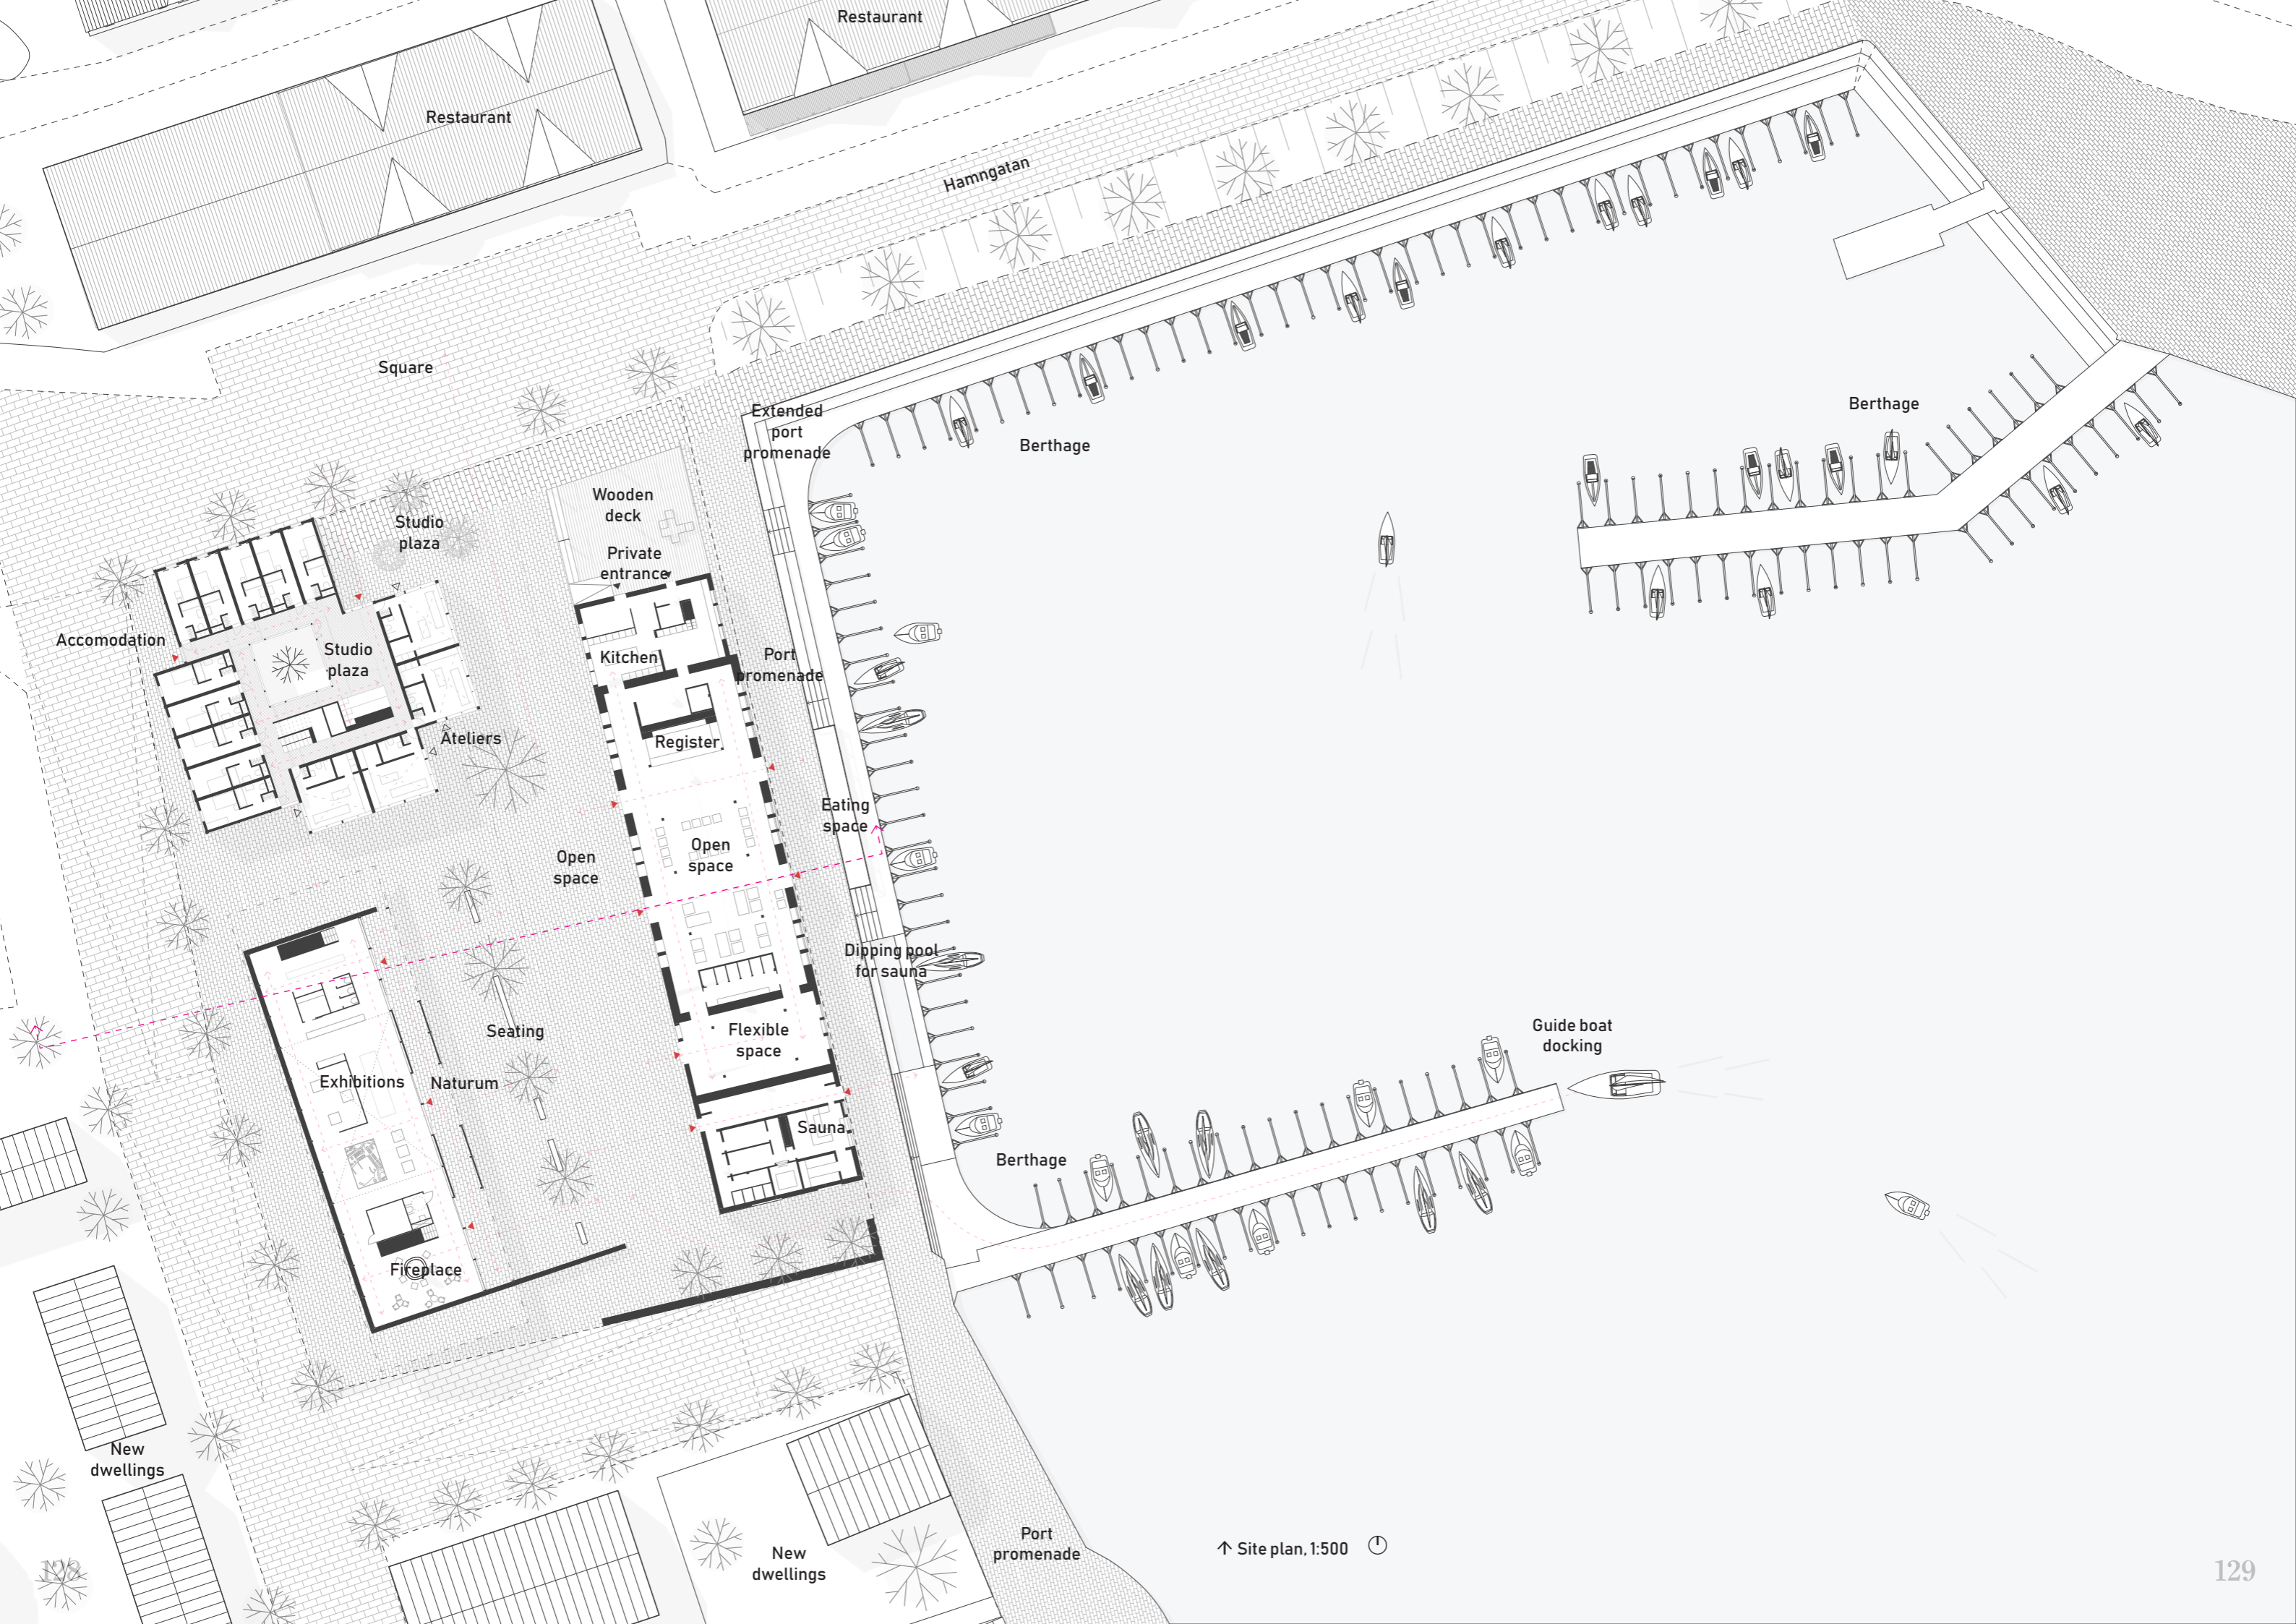 Restaurant
Restaurant
Hamngatan
Square
Extended
port
promenade
Berthage
Berthage
Wooden
deck
Studio
plaza
Private
entrance
Accomodation
Studio
plaza
Kitchen
Port
promenade
Register
Ateliers
Eating
space
Open
space
Open
space
Dipping pool
for sauna
Seating
Flexible
space
Guide boat
docking
Exhibitions
Naturum
Sauna
Berthage
Fireplace
New
dwellings
New
dwellings
Port
promenade
Site plan, 1:500
128
129